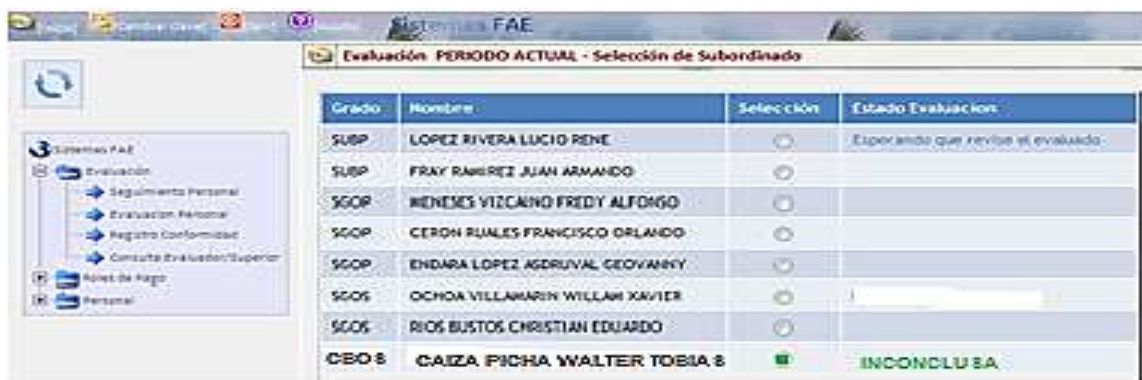 Sistemas FAE
Evaluación PERIODO ACTUAL - Selección de Subordinado
Sistemas FAE
Evaluación
Seguimiento Personal
Evaluacion Personal
Registro Conformidad
Consulta Evaluador/Superior
Roles de Pago
Personal
Grado Nombre Selección Estado Evaluacion
SUBP LOPEZ RIVERA LUCIO RENE Esperando que revise el evaluado
SUBP FRAY RAMIREZ JUAN ARMANDO
SGOP MENESES VIZCAINO FREDY ALFONSO
SGOP CERON RUALES FRANCISCO ORLANDO
SGOP ENDARA LOPEZ ASDRUVAL GEOVANNY
SGOS OCHOA VILLAMARIN WILLAM XAVIER
SGOS RIOS BUSTOS CHRISTIAN EDUARDO
CBOS CAIZA PICHA WALTER TOBIAS INCONCLUSA